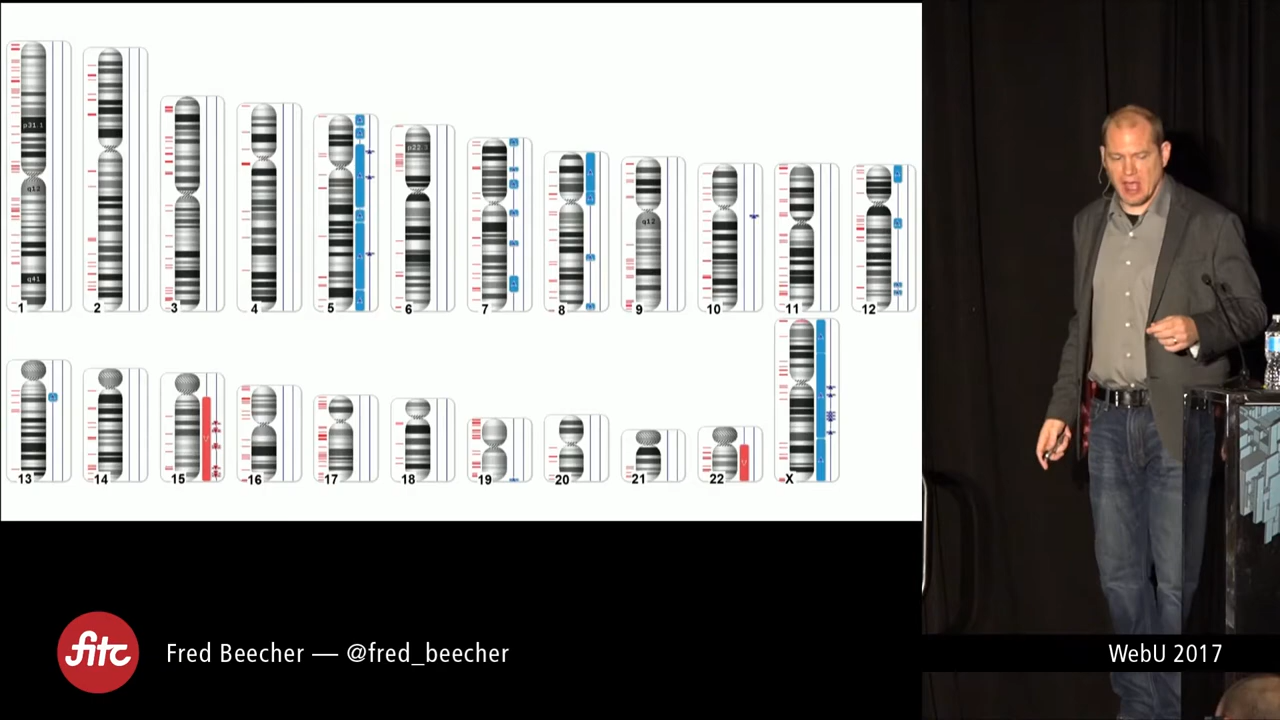 p31.1
q12
q41
p22.3
q12
1 2 3 4 5 6 7 8 9 10 11 12
13 14 15 16 17 18 19 20 21 22 X
fitc
Fred Beecher — @fred_beecher
WebU 2017